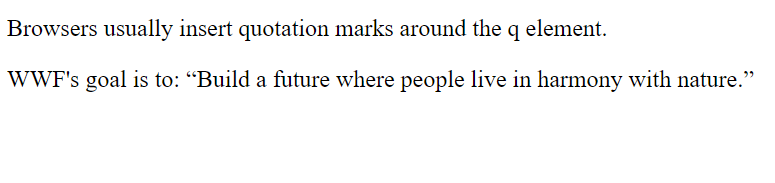 Browsers usually insert quotation marks around the q element.
WWF's goal is to: “Build a future where people live in harmony with nature.”